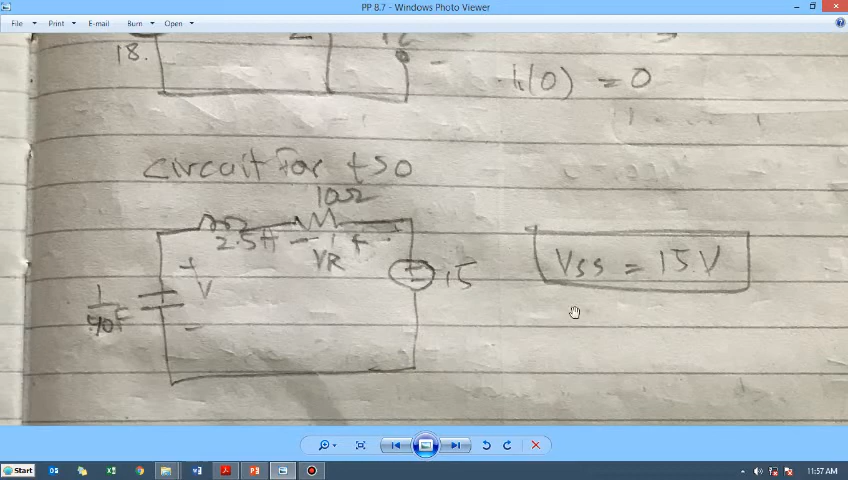 PP 8.7 - Windows Photo Viewer
File Print E-mail Burn Open
18.
i(0) = 0
Circuit for t>0
10Ω
2.5H - + VR
+ V -
1/40F
15
Vss = 15V
Start 11:57 AM